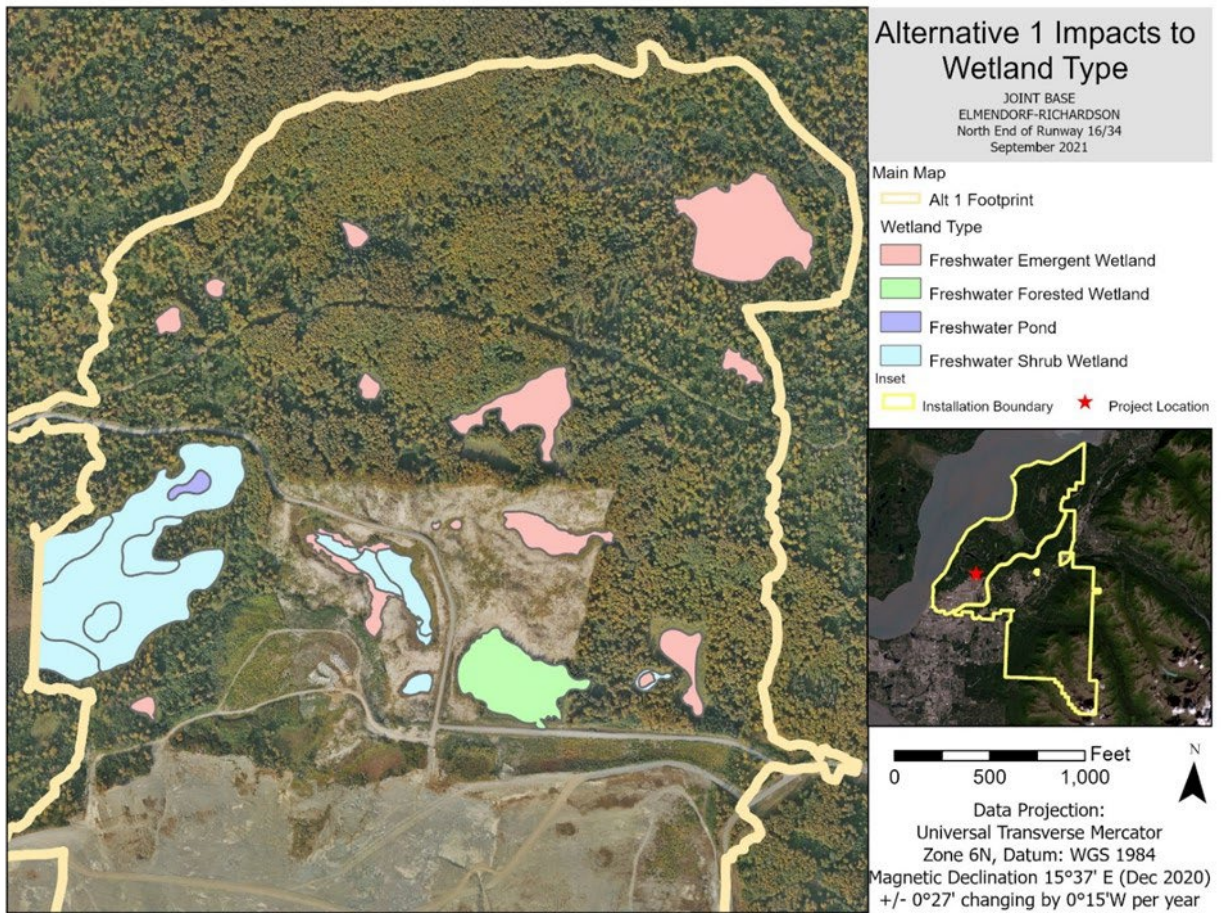 Alternative 1 Impacts to
Wetland Type
JOINT BASE
ELMENDORF-RICHARDSON
North End of Runway 16/34
September 2021
Main Map
Alt 1 Footprint
Wetland Type
Freshwater Emergent Wetland
Freshwater Forested Wetland
Freshwater Pond
Freshwater Shrub Wetland
Inset
Installation Boundary Project Location
Feet
0 500 1,000
N
Data Projection:
Universal Transverse Mercator
Zone 6N, Datum: WGS 1984
Magnetic Declination 15°37' E (Dec 2020)
+/- 0°27' changing by 0°15'W per year